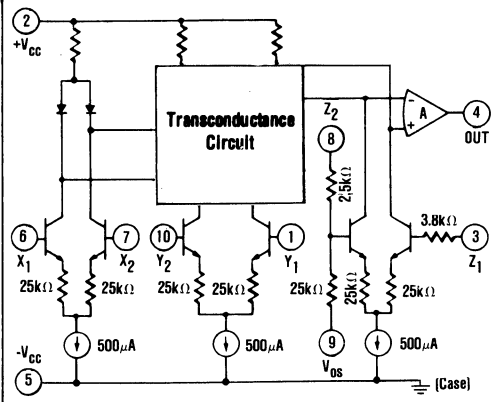 2
+Vcc
Transconductance
Circuit
Z2
8
A
-
+
4
OUT
2.5kΩ
3.8kΩ
6
X1
7
X2
10
Y2
1
Y1
3
Z1
25kΩ
25kΩ
25kΩ
25kΩ
25kΩ
25kΩ
25kΩ
500µA
500µA
9
Vos
500µA
-Vcc
5
(Case)